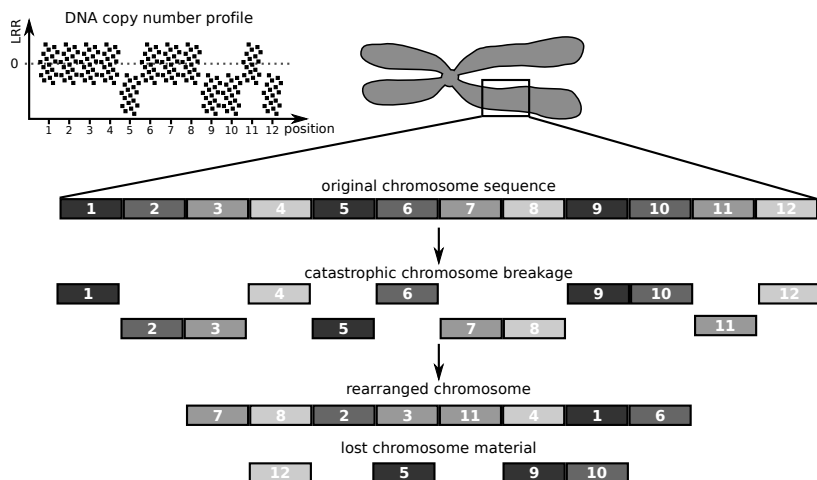 DNA copy number profile
LRR
0
1 2 3 4 5 6 7 8 9 10 11 12 position
original chromosome sequence
1 2 3 4 5 6 7 8 9 10 11 12
catastrophic chromosome breakage
1 4 6 9 10 12
2 3 5 7 8 11
rearranged chromosome
7 8 2 3 11 4 1 6
lost chromosome material
12 5 9 10